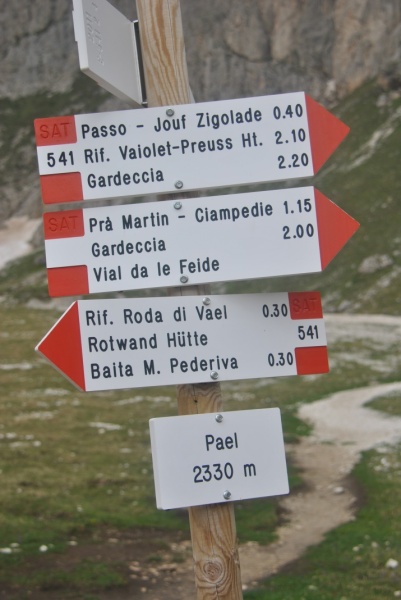 SAT Passo - Jouf Zigolade 0.40
541 Rif. Vaiolet-Preuss Ht. 2.10
Gardeccia 2.20
SAT Prà Martin - Ciampedie 1.15
Gardeccia 2.00
Vial da le Feide
Rif. Roda di Vael 0.30 SAT
Rotwand Hütte 541
Baita M. Pederiva 0.30
Pael
2330 m